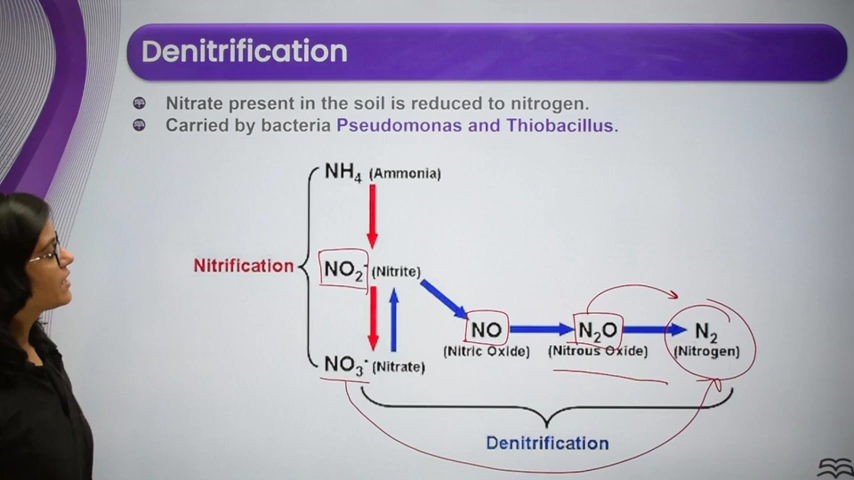 Denitrification
Nitrate present in the soil is reduced to nitrogen.
Carried by bacteria Pseudomonas and Thiobacillus.
NH₄ (Ammonia)
Nitrification
NO₂⁻ (Nitrite)
NO
N₂O
N₂
(Nitric Oxide)
(Nitrous Oxide)
(Nitrogen)
NO₃⁻ (Nitrate)
Denitrification